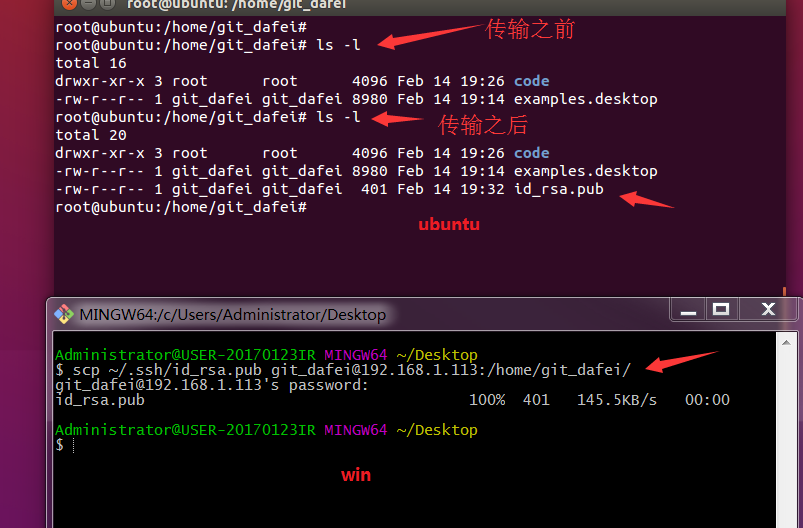 root@ubuntu: /home/git_dafei
root@ubuntu:/home/git_dafei#
root@ubuntu:/home/git_dafei# ls -l
传输之前
total 16
drwxr-xr-x 3 root      root      4096 Feb 14 19:26 code
-rw-r--r-- 1 git_dafei git_dafei 8980 Feb 14 19:14 examples.desktop
root@ubuntu:/home/git_dafei# ls -l
传输之后
total 20
drwxr-xr-x 3 root      root      4096 Feb 14 19:26 code
-rw-r--r-- 1 git_dafei git_dafei 8980 Feb 14 19:14 examples.desktop
-rw-r--r-- 1 git_dafei git_dafei  401 Feb 14 19:32 id_rsa.pub
root@ubuntu:/home/git_dafei#
ubuntu
MINGW64:/c/Users/Administrator/Desktop
Administrator@USER-20170123IR MINGW64 ~/Desktop
$ scp ~/.ssh/id_rsa.pub git_dafei@192.168.1.113:/home/git_dafei/
git_dafei@192.168.1.113's password:
id_rsa.pub                                    100%  401   145.5KB/s   00:00
Administrator@USER-20170123IR MINGW64 ~/Desktop
$
win